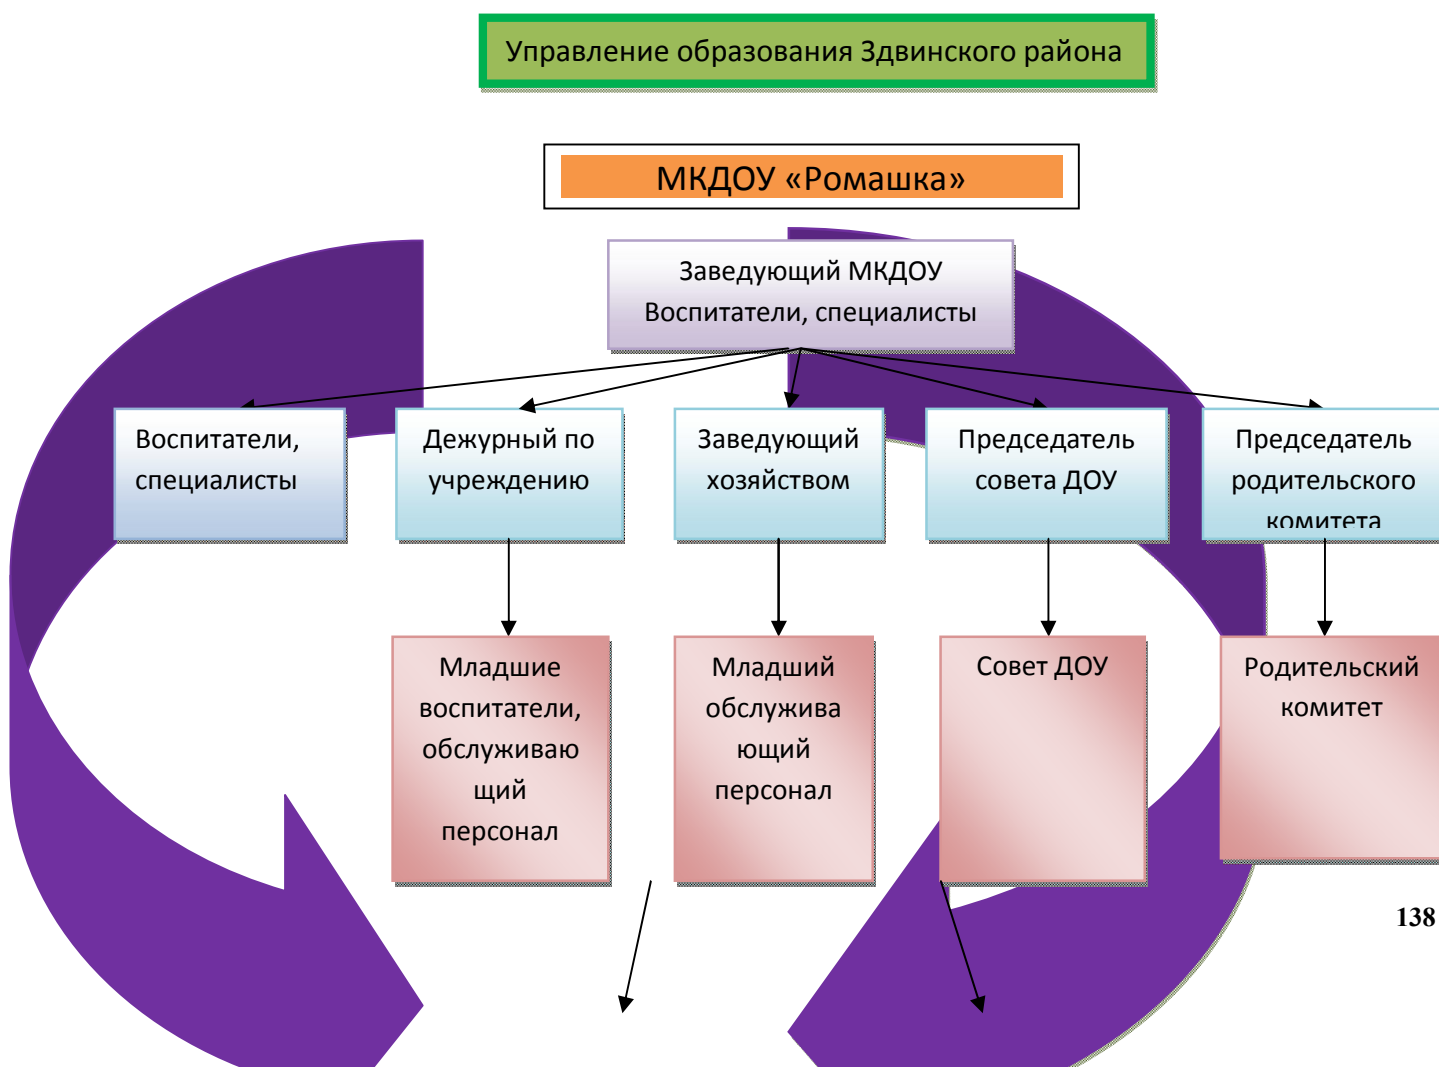 Управление образования Здвинского района
МКДОУ «Ромашка»
Заведующий МКДОУ
Воспитатели, специалисты
Воспитатели,
специалисты
Дежурный по
учреждению
Заведующий
хозяйством
Председатель
совета ДОУ
Председатель
родительского
комитета
Младшие
воспитатели,
обслуживаю
щий
персонал
Младший
обслужива
ющий
персонал
Совет ДОУ
Родительский
комитет
138